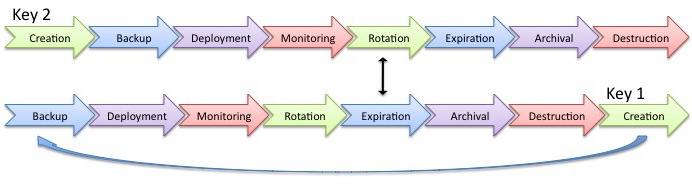 Key 2
Creation Backup Deployment Monitoring Rotation Expiration Archival Destruction
Key 1
Backup Deployment Monitoring Rotation Expiration Archival Destruction Creation